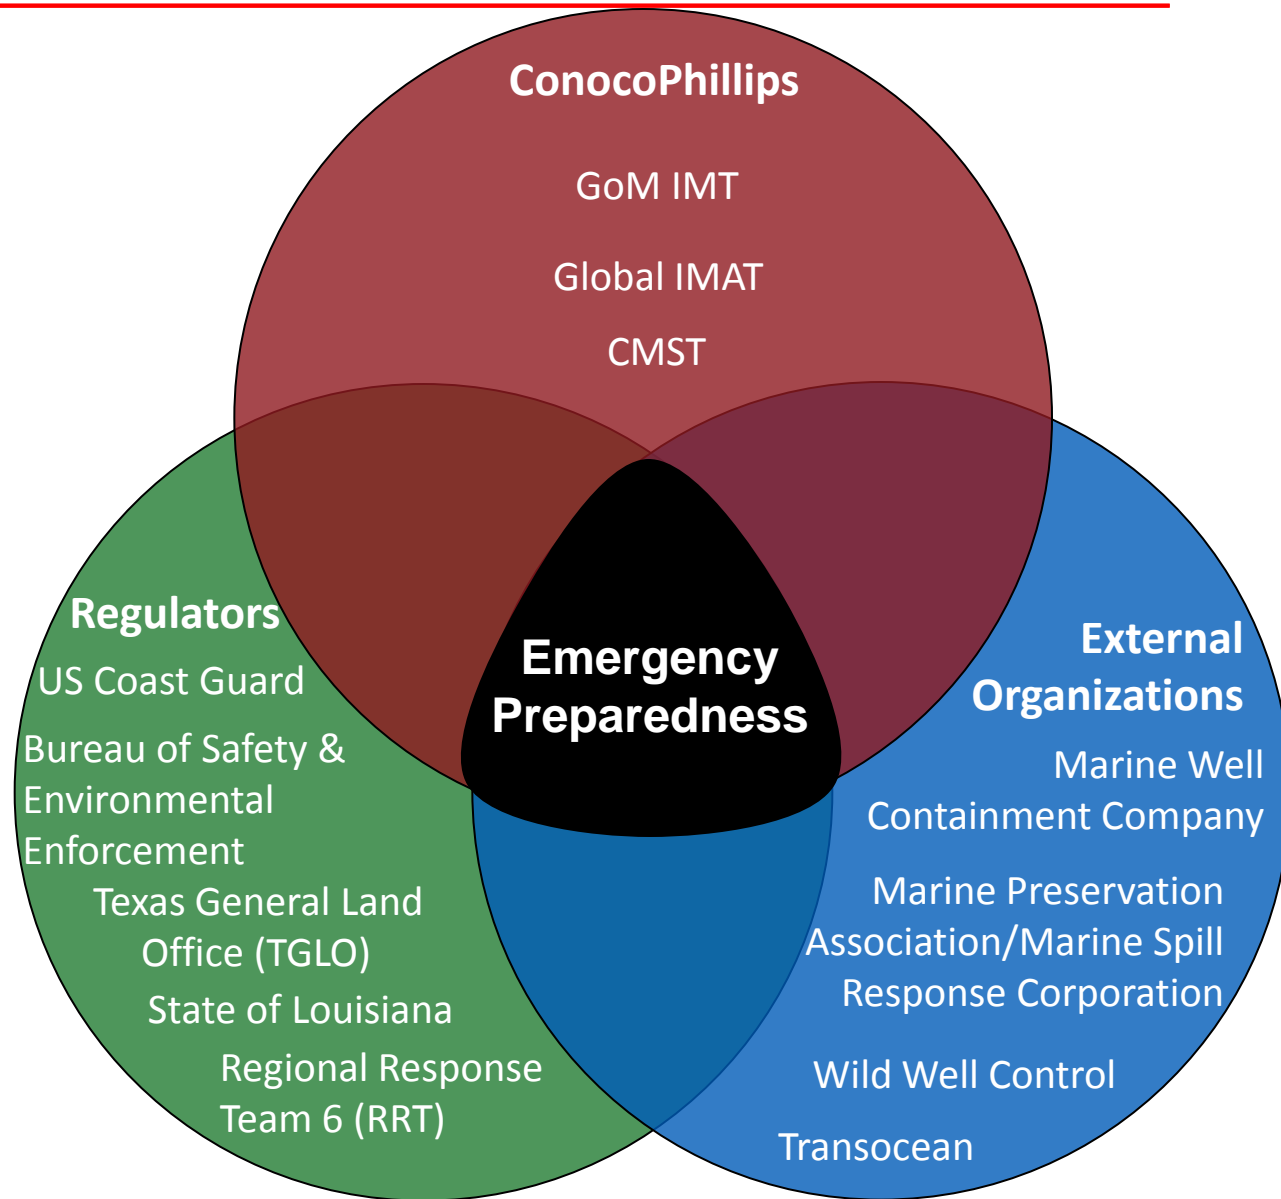 ConocoPhillips
GoM IMT
Global IMAT
CMST
Emergency
Preparedness
Regulators
US Coast Guard
Bureau of Safety &
Environmental
Enforcement
Texas General Land
Office (TGLO)
State of Louisiana
Regional Response
Team 6 (RRT)
External
Organizations
Marine Well
Containment Company
Marine Preservation
Association/Marine Spill
Response Corporation
Wild Well Control
Transocean